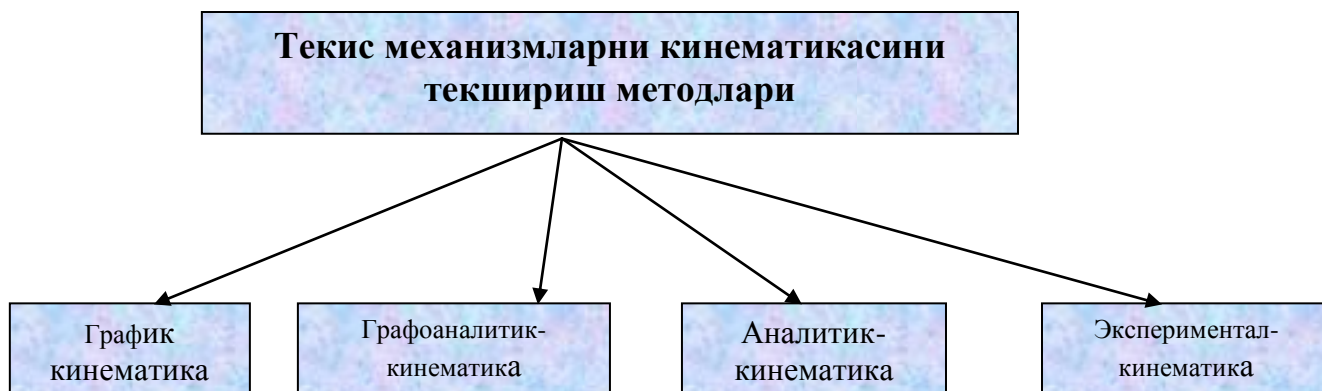 Текис механизмларни кинематикасини
текшириш методлари
График
кинематика
Графоаналитик-
кинематика
Аналитик-
кинематика
Экспериментал-
кинематика